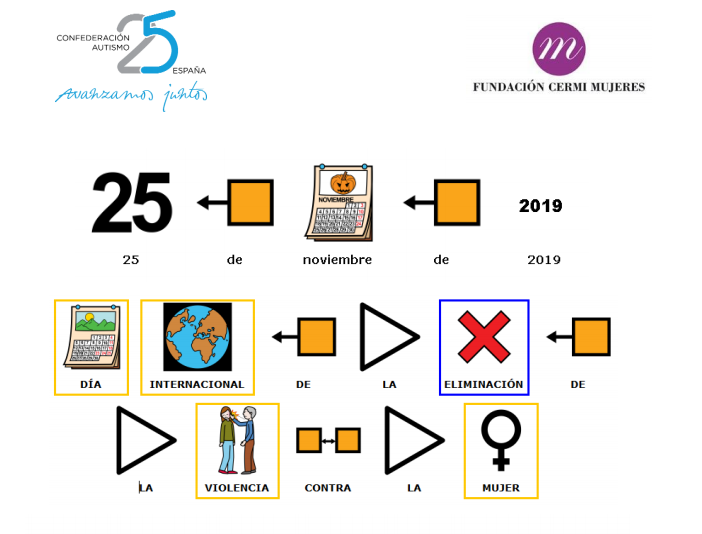 CONFEDERACIÓN 25
AUTISMO
ESPAÑA
avanzamos juntos
m
FUNDACIÓN CERMI MUJERES
25 NOVIEMBRE 2019
25 de noviembre de 2019
DÍA INTERNACIONAL DE LA ELIMINACIÓN DE
LA VIOLENCIA CONTRA LA MUJER